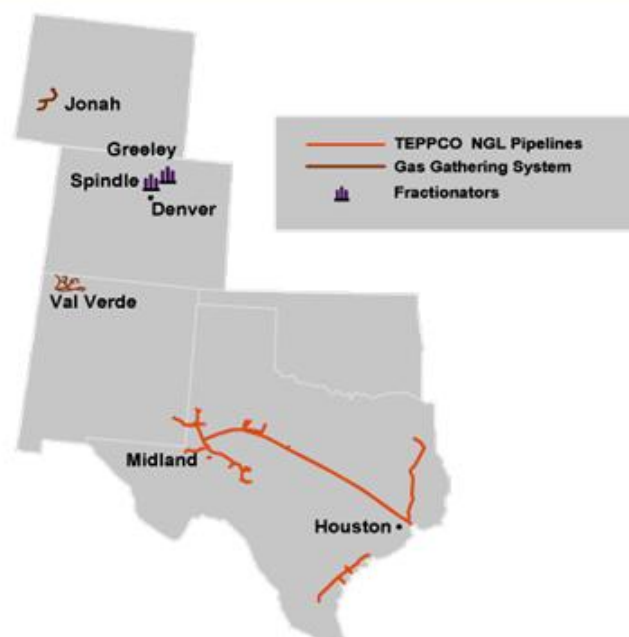 Jonah
Greeley
Spindle
Denver
TEPPCO NGL Pipelines
Gas Gathering System
Fractionators
Val Verde
Midland
Houston